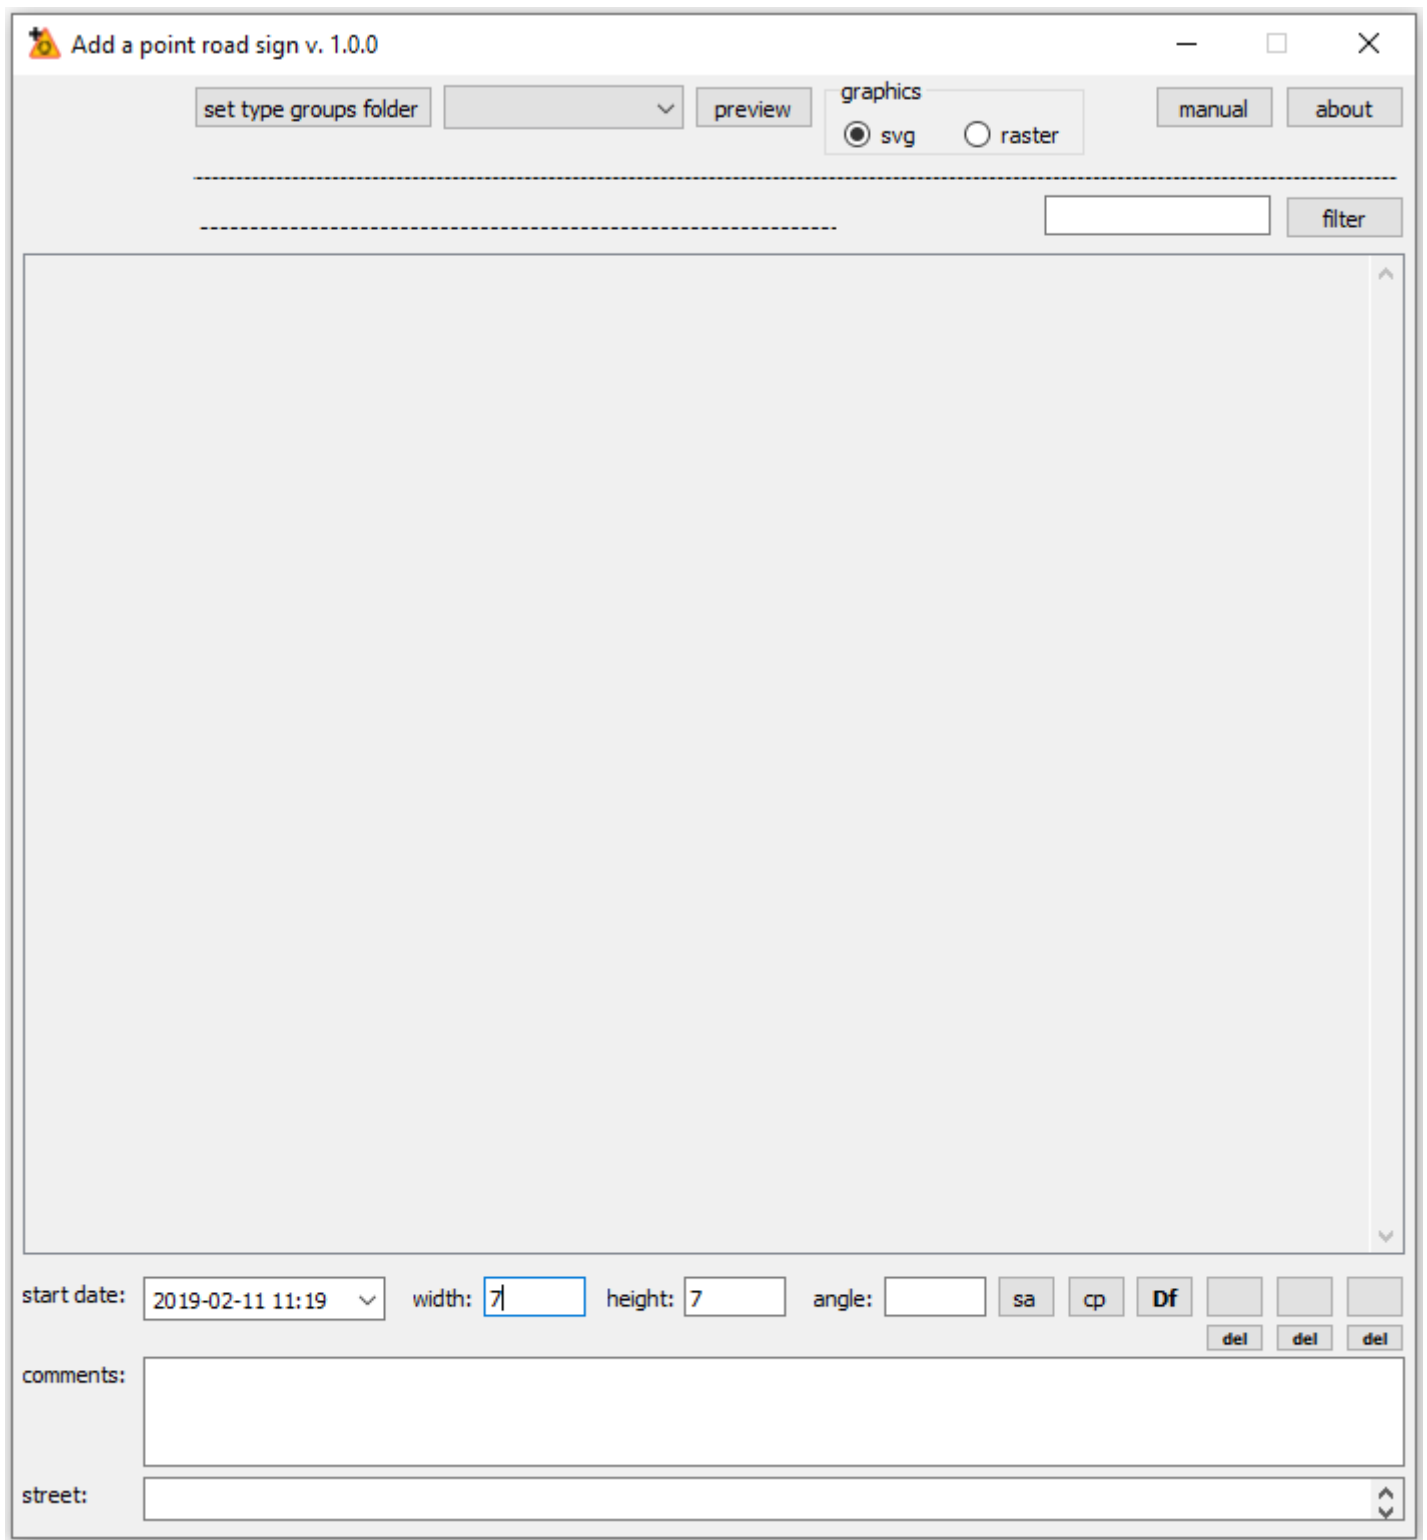 Add a point road sign v. 1.0.0
graphics
set type groups folder preview svg raster manual about
filter
start date: 2019-02-11 11:19 width: 7 height: 7 angle: sa cp Df
del del del
comments:
street: